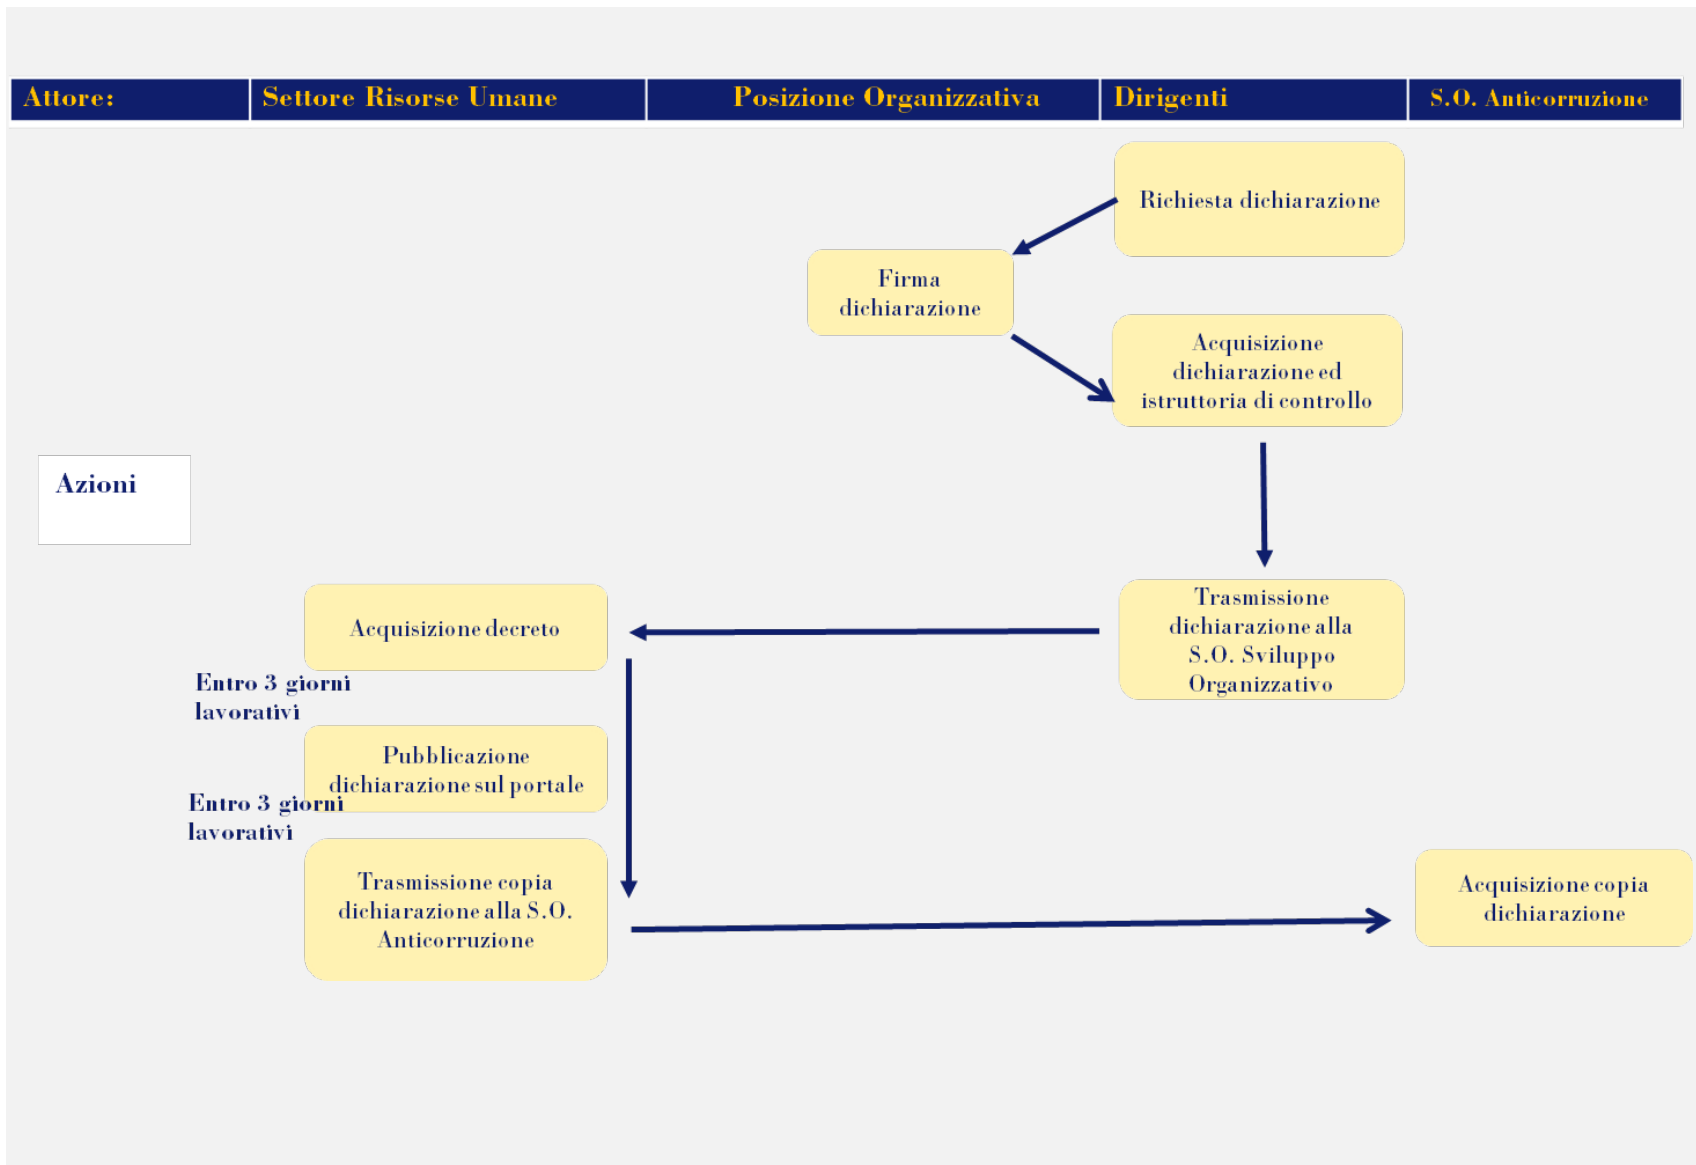 Attore:
Settore Risorse Umane
Posizione Organizzativa
Dirigenti
S.O. Anticorruzione
Richiesta dichiarazione
Firma
dichiarazione
Acquisizione
dichiarazione ed
istruttoria di controllo
Azioni
Trasmissione
dichiarazione alla
S.O. Sviluppo
Organizzativo
Acquisizione decreto
Entro 3 giorni
lavorativi
Pubblicazione
dichiarazione sul portale
Entro 3 giorni
lavorativi
Trasmissione copia
dichiarazione alla S.O.
Anticorruzione
Acquisizione copia
dichiarazione